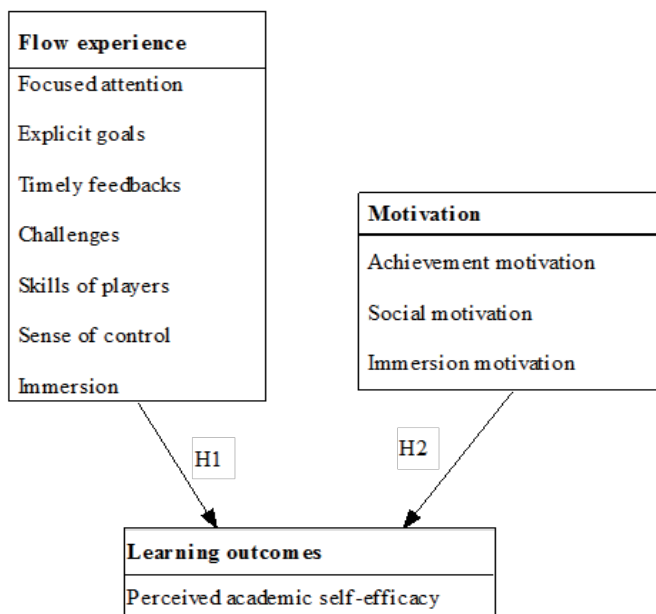 Flow experience
Focused attention
Explicit goals
Timely feedbacks
Challenges
Skills of players
Sense of control
Immersion
Motivation
Achievement motivation
Social motivation
Immersion motivation
H1
H2
Learning outcomes
Perceived academic self-efficacy